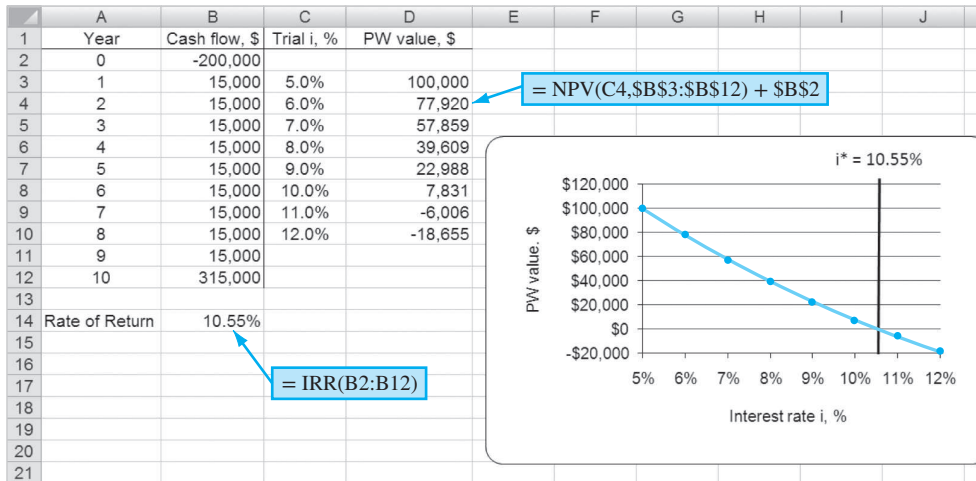 A B C D E F G H I J
1 Year Cash flow, $ Trial i, % PW value, $
2 0 -200,000
3 1 15,000 5.0% 100,000
4 2 15,000 6.0% 77,920
5 3 15,000 7.0% 57,859
6 4 15,000 8.0% 39,609
7 5 15,000 9.0% 22,988
8 6 15,000 10.0% 7,831
9 7 15,000 11.0% -6,006
10 8 15,000 12.0% -18,655
11 9 15,000
12 10 315,000
13
14 Rate of Return 10.55%
15
16
17
18
19
20
21
= NPV(C4,$B$3:$B$12) + $B$2
= IRR(B2:B12)
i* = 10.55%
$120,000
$100,000
$80,000
$60,000
$40,000
$20,000
$0
-$20,000
PW value. $
5% 6% 7% 8% 9% 10% 11% 12%
Interest rate i, %